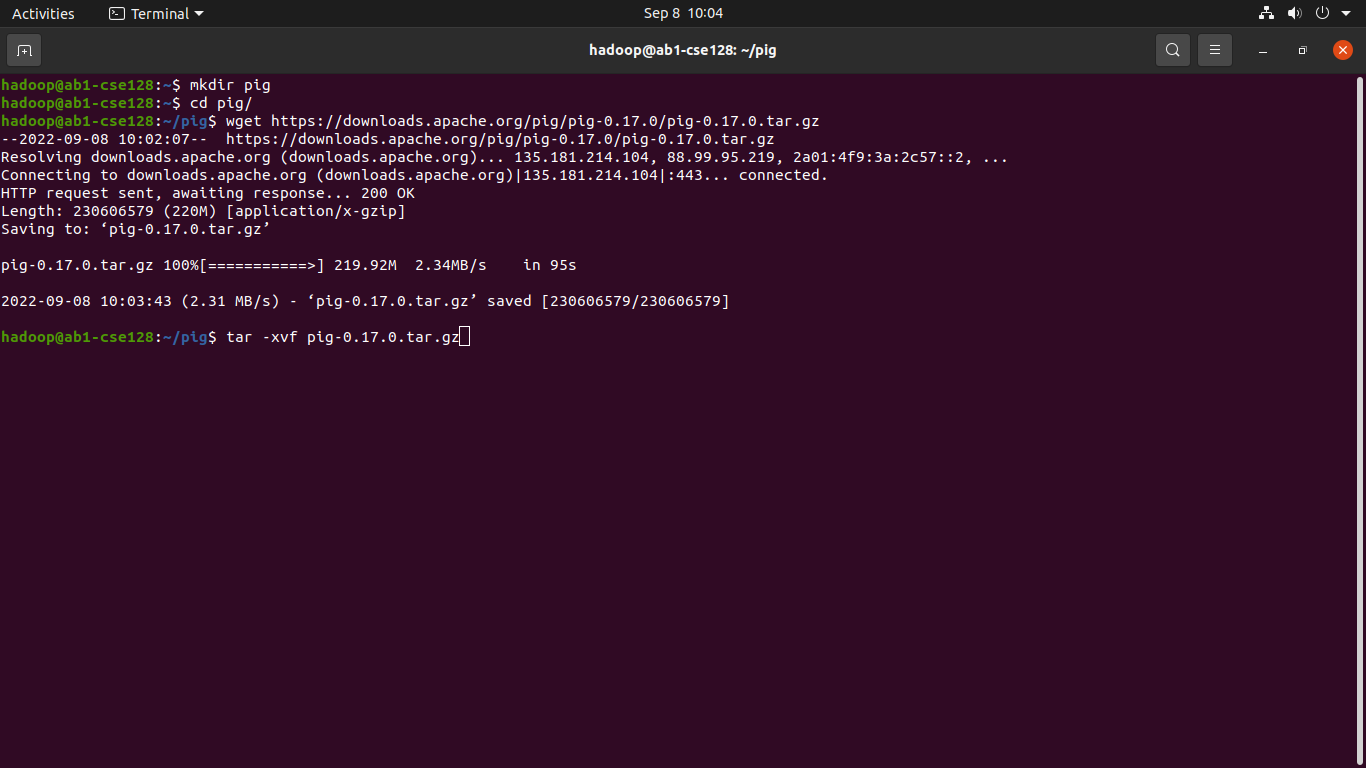 Activities
Terminal
Sep 8 10:04
hadoop@ab1-cse128: ~/pig
hadoop@ab1-cse128:~$ mkdir pig
hadoop@ab1-cse128:~$ cd pig/
hadoop@ab1-cse128:~/pig$ wget https://downloads.apache.org/pig/pig-0.17.0/pig-0.17.0.tar.gz
--2022-09-08 10:02:07--  https://downloads.apache.org/pig/pig-0.17.0/pig-0.17.0.tar.gz
Resolving downloads.apache.org (downloads.apache.org)... 135.181.214.104, 88.99.95.219, 2a01:4f9:3a:2c57::2, ...
Connecting to downloads.apache.org (downloads.apache.org)|135.181.214.104|:443... connected.
HTTP request sent, awaiting response... 200 OK
Length: 230606579 (220M) [application/x-gzip]
Saving to: ‘pig-0.17.0.tar.gz’
pig-0.17.0.tar.gz 100%[===========>] 219.92M  2.34MB/s    in 95s
2022-09-08 10:03:43 (2.31 MB/s) - ‘pig-0.17.0.tar.gz’ saved [230606579/230606579]
hadoop@ab1-cse128:~/pig$ tar -xvf pig-0.17.0.tar.gz